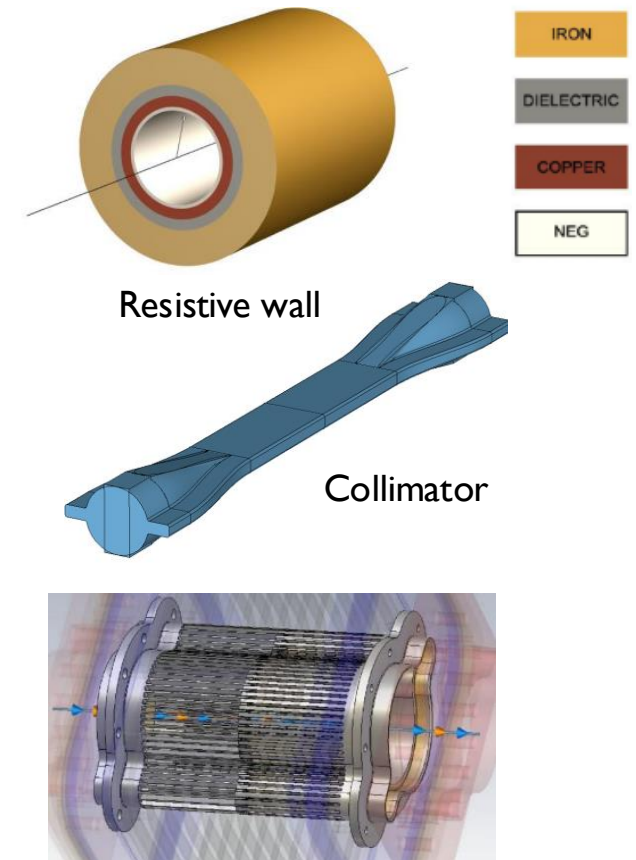 IRON
DIELECTRIC
COPPER
NEG
Resistive wall
Collimator